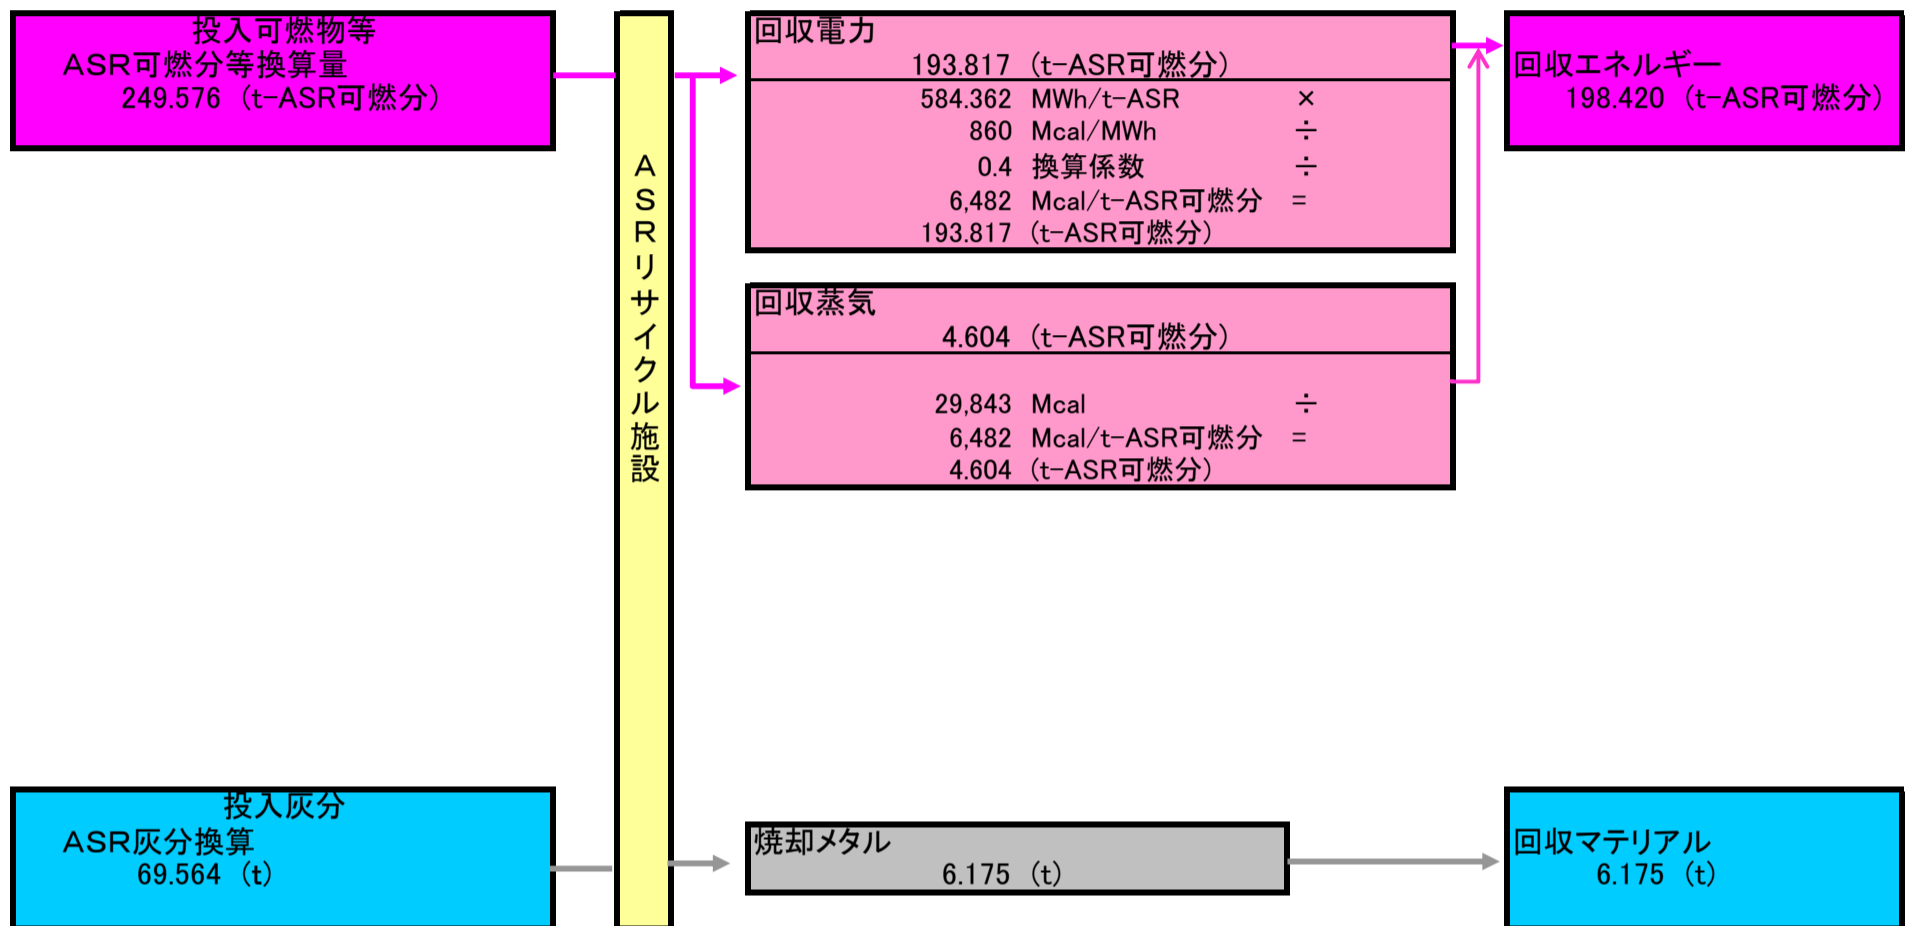 投入可燃物等
ASR可燃分等換算量
249.576 (t-ASR可燃分)
ASRリサイクル施設
回収電力
193.817 (t-ASR可燃分)
584.362 MWh/t-ASR ×
860 Mcal/MWh ÷
0.4 換算係数 ÷
6,482 Mcal/t-ASR可燃分 =
193.817 (t-ASR可燃分)
回収蒸気
4.604 (t-ASR可燃分)
29,843 Mcal ÷
6,482 Mcal/t-ASR可燃分 =
4.604 (t-ASR可燃分)
回収エネルギー
198.420 (t-ASR可燃分)
投入灰分
ASR灰分換算
69.564 (t)
焼却メタル
6.175 (t)
回収マテリアル
6.175 (t)